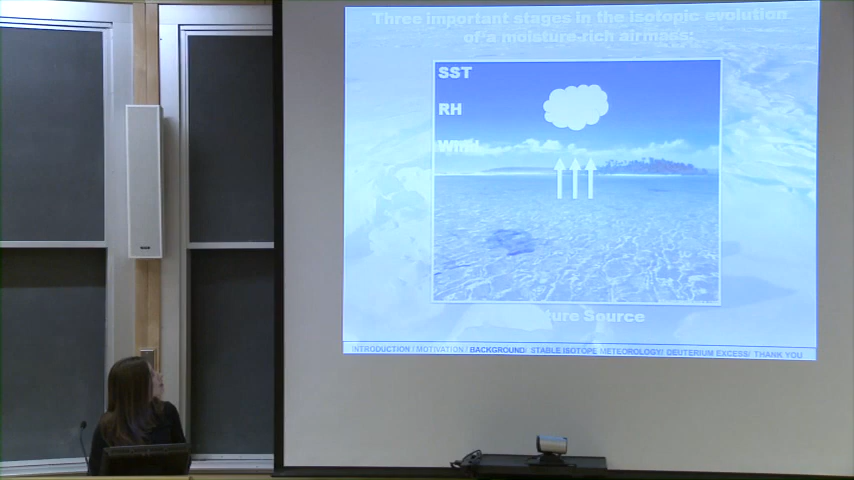 Three important stages in the isotopic evolution
of a moisture-rich airmass:
SST
RH
ture Source
INTRODUCTION / MOTIVATION / BACKGROUND/ STABLE ISOTOPE METEOROLOGY/ DEUTERIUM EXCESS/ THANK YOU